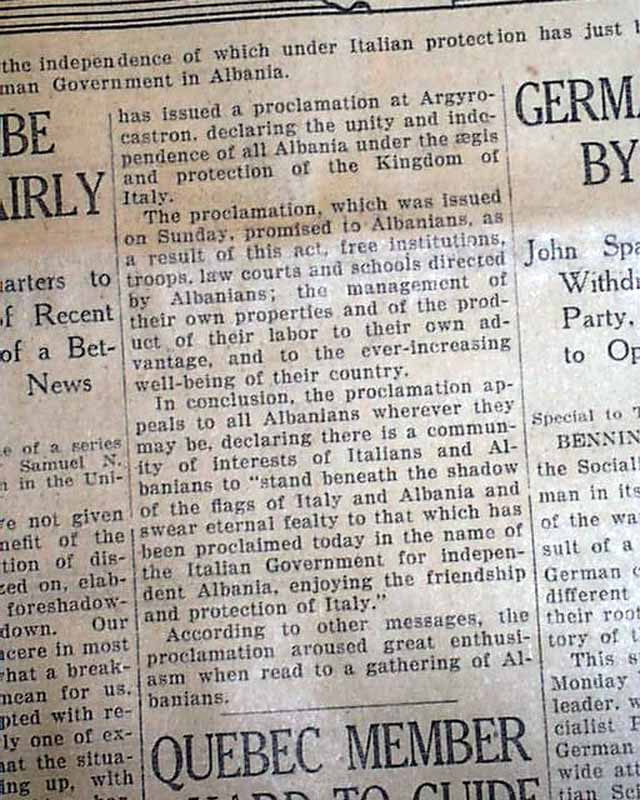 the independence of which under Italian protection has just
man Government in Albania.
BE
AIRLY
arters to
of Recent
of a Bet-
News
e of a series
Samuel N.
n in the Uni-
re not given
nefit of the
tion of dis-
zed on, elab-
foreshadow-
down. Our
acere in most
what a break-
mean for us.
pted with re-
ly one of ex-
hat the situa-
ing up, with
has issued a proclamation at Argyro-
castron, declaring the unity and inde-
pendence of all Albania under the ægis
and protection of the Kingdom of
Italy.
The proclamation, which was issued
on Sunday, promised to Albanians, as
a result of this act, free institutions,
troops, law courts and schools directed
by Albanians; the management of
their own properties and of the prod-
uct of their labor to their own ad-
vantage, and to the ever-increasing
well-being of their country.
In conclusion, the proclamation ap-
peals to all Albanians wherever they
may be, declaring there is a commun-
ity of interests of Italians and Al-
banians to "stand beneath the shadow
of the flags of Italy and Albania and
swear eternal fealty to that which has
been proclaimed today in the name of
the Italian Government for indepen-
dent Albania, enjoying the friendship
and protection of Italy."
According to other messages, the
proclamation aroused great enthusi-
asm when read to a gathering of Al-
banians.
QUEBEC MEMBER
HARD TO GUIDE
GERMA
BY
John Spa
Withdr
Party,
to Op
Special to T
BENNIN
the Sociali
man in its
of the wa
sult of a
German
different
their root
tory of t
This s
Monday
leader, w
cialist
German
wide att
tian Sci